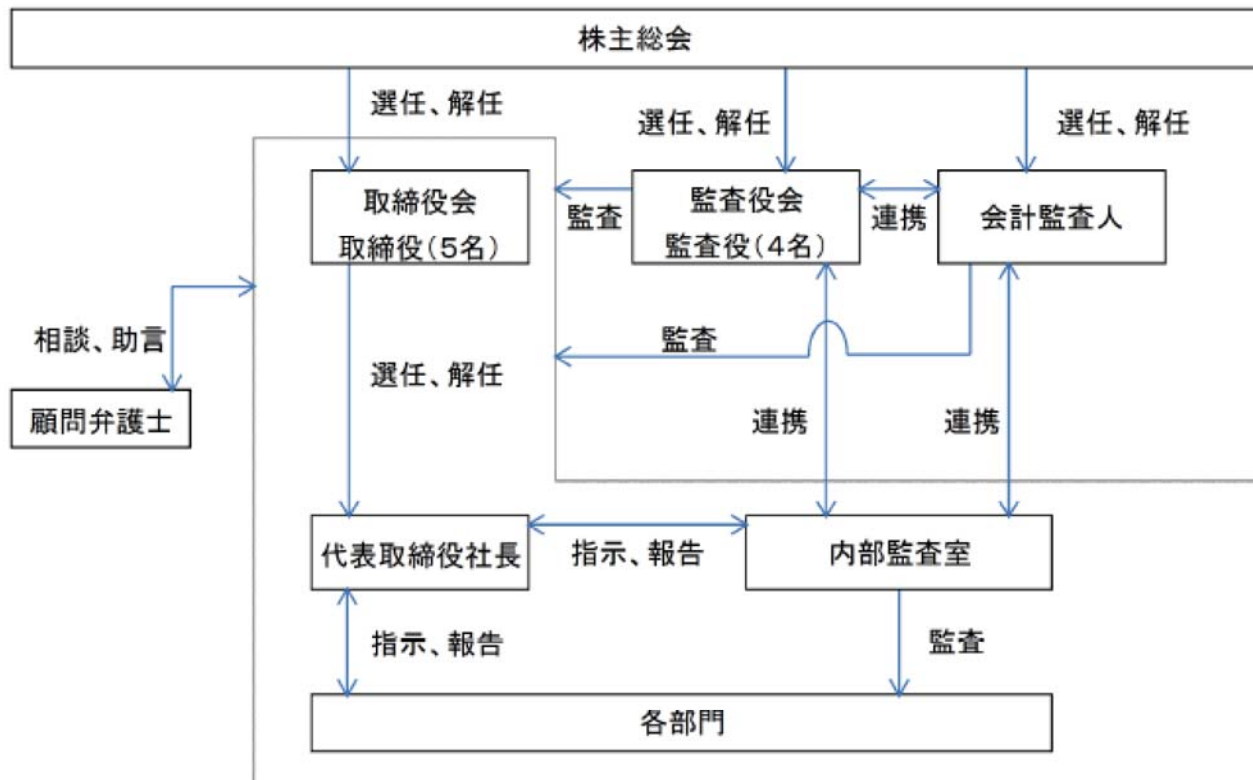 株主総会
選任、解任
選任、解任
選任、解任
取締役会
取締役(5名)
監査
監査役会
監査役(4名)
連携
会計監査人
相談、助言
監査
選任、解任
顧問弁護士
連携
連携
代表取締役社長
指示、報告
内部監査室
指示、報告
監査
各部門